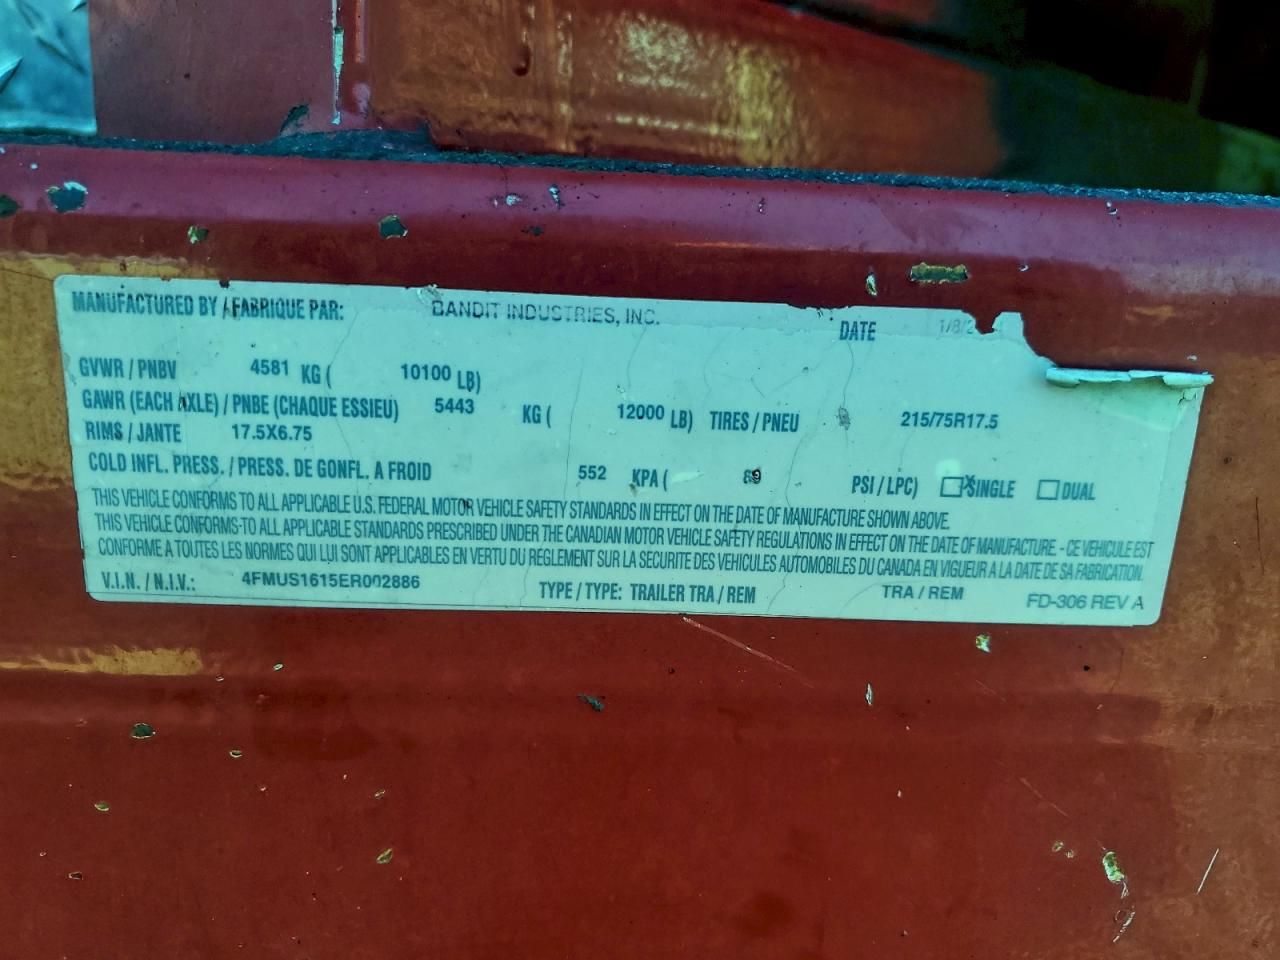 MANUFACTURED BY / FABRIQUE PAR: BANDIT INDUSTRIES, INC. DATE
GVWR / PNBV 4581 KG ( 10100 LB)
GAWR (EACH AXLE) / PNBE (CHAQUE ESSIEU) 5443 KG ( 12000 LB) TIRES / PNEU 215/75R17.5
RIMS / JANTE 17.5X6.75
COLD INFL. PRESS. / PRESS. DE GONFL. A FROID 552 KPA ( PSI / LPC) ☐X SINGLE ☐ DUAL
THIS VEHICLE CONFORMS TO ALL APPLICABLE U.S. FEDERAL MOTOR VEHICLE SAFETY STANDARDS IN EFFECT ON THE DATE OF MANUFACTURE SHOWN ABOVE.
THIS VEHICLE CONFORMS-TO ALL APPLICABLE STANDARDS PRESCRIBED UNDER THE CANADIAN MOTOR VEHICLE SAFETY REGULATIONS IN EFFECT ON THE DATE OF MANUFACTURE. - CE VEHICULE EST
CONFORME A TOUTES LES NORMES QUI LUI SONT APPLICABLES EN VERTU DU RÉGLEMENT SUR LA SECURITE DES VEHICULES AUTOMOBILES DU CANADA EN VIGUEUR A LA DATE DE SA FABRICATION.
V.I.N. / N.I.V.: 4FMUS1615ER002886 TYPE / TYPE: TRAILER TRA / REM TRA / REM FD-306 REV A